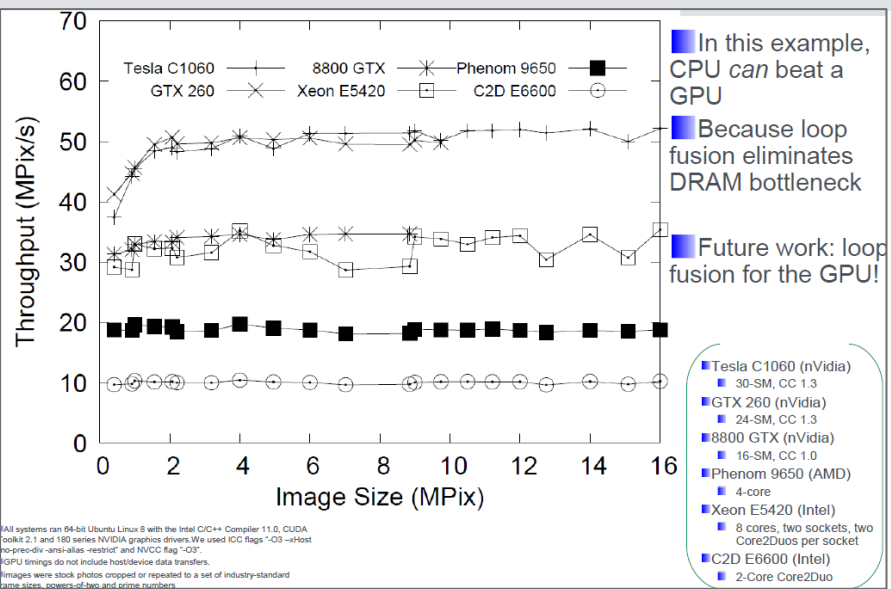 70
60
50
40
30
20
10
0
Throughput (MPix/s)
Tesla C1060
8800 GTX
Phenom 9650
GTX 260
Xeon E5420
C2D E6600
0 2 4 6 8 10 12 14 16
Image Size (MPix)
In this example,
CPU can beat a
GPU
Because loop
fusion eliminates
DRAM bottleneck
Future work: loop
fusion for the GPU!
Tesla C1060 (nVidia)
30-SM, CC 1.3
GTX 260 (nVidia)
24-SM, CC 1.3
8800 GTX (nVidia)
16-SM, CC 1.0
Phenom 9650 (AMD)
4-core
Xeon E5420 (Intel)
8 cores, two sockets, two
Core2Duos per socket
C2D E6600 (Intel)
2-Core Core2Duo
All systems ran 64-bit Ubuntu Linux 8 with the Intel C/C++ Compiler 11.0, CUDA
oolkit 2.1 and 180 series NVIDIA graphics drivers.We used ICC flags "-O3 –xHost
no-prec-div -ansi-alias -restrict" and NVCC flag "-O3".
GPU timings do not include host/device data transfers.
Images were stock photos cropped or repeated to a set of industry-standard
rame sizes, powers-of-two and prime numbers